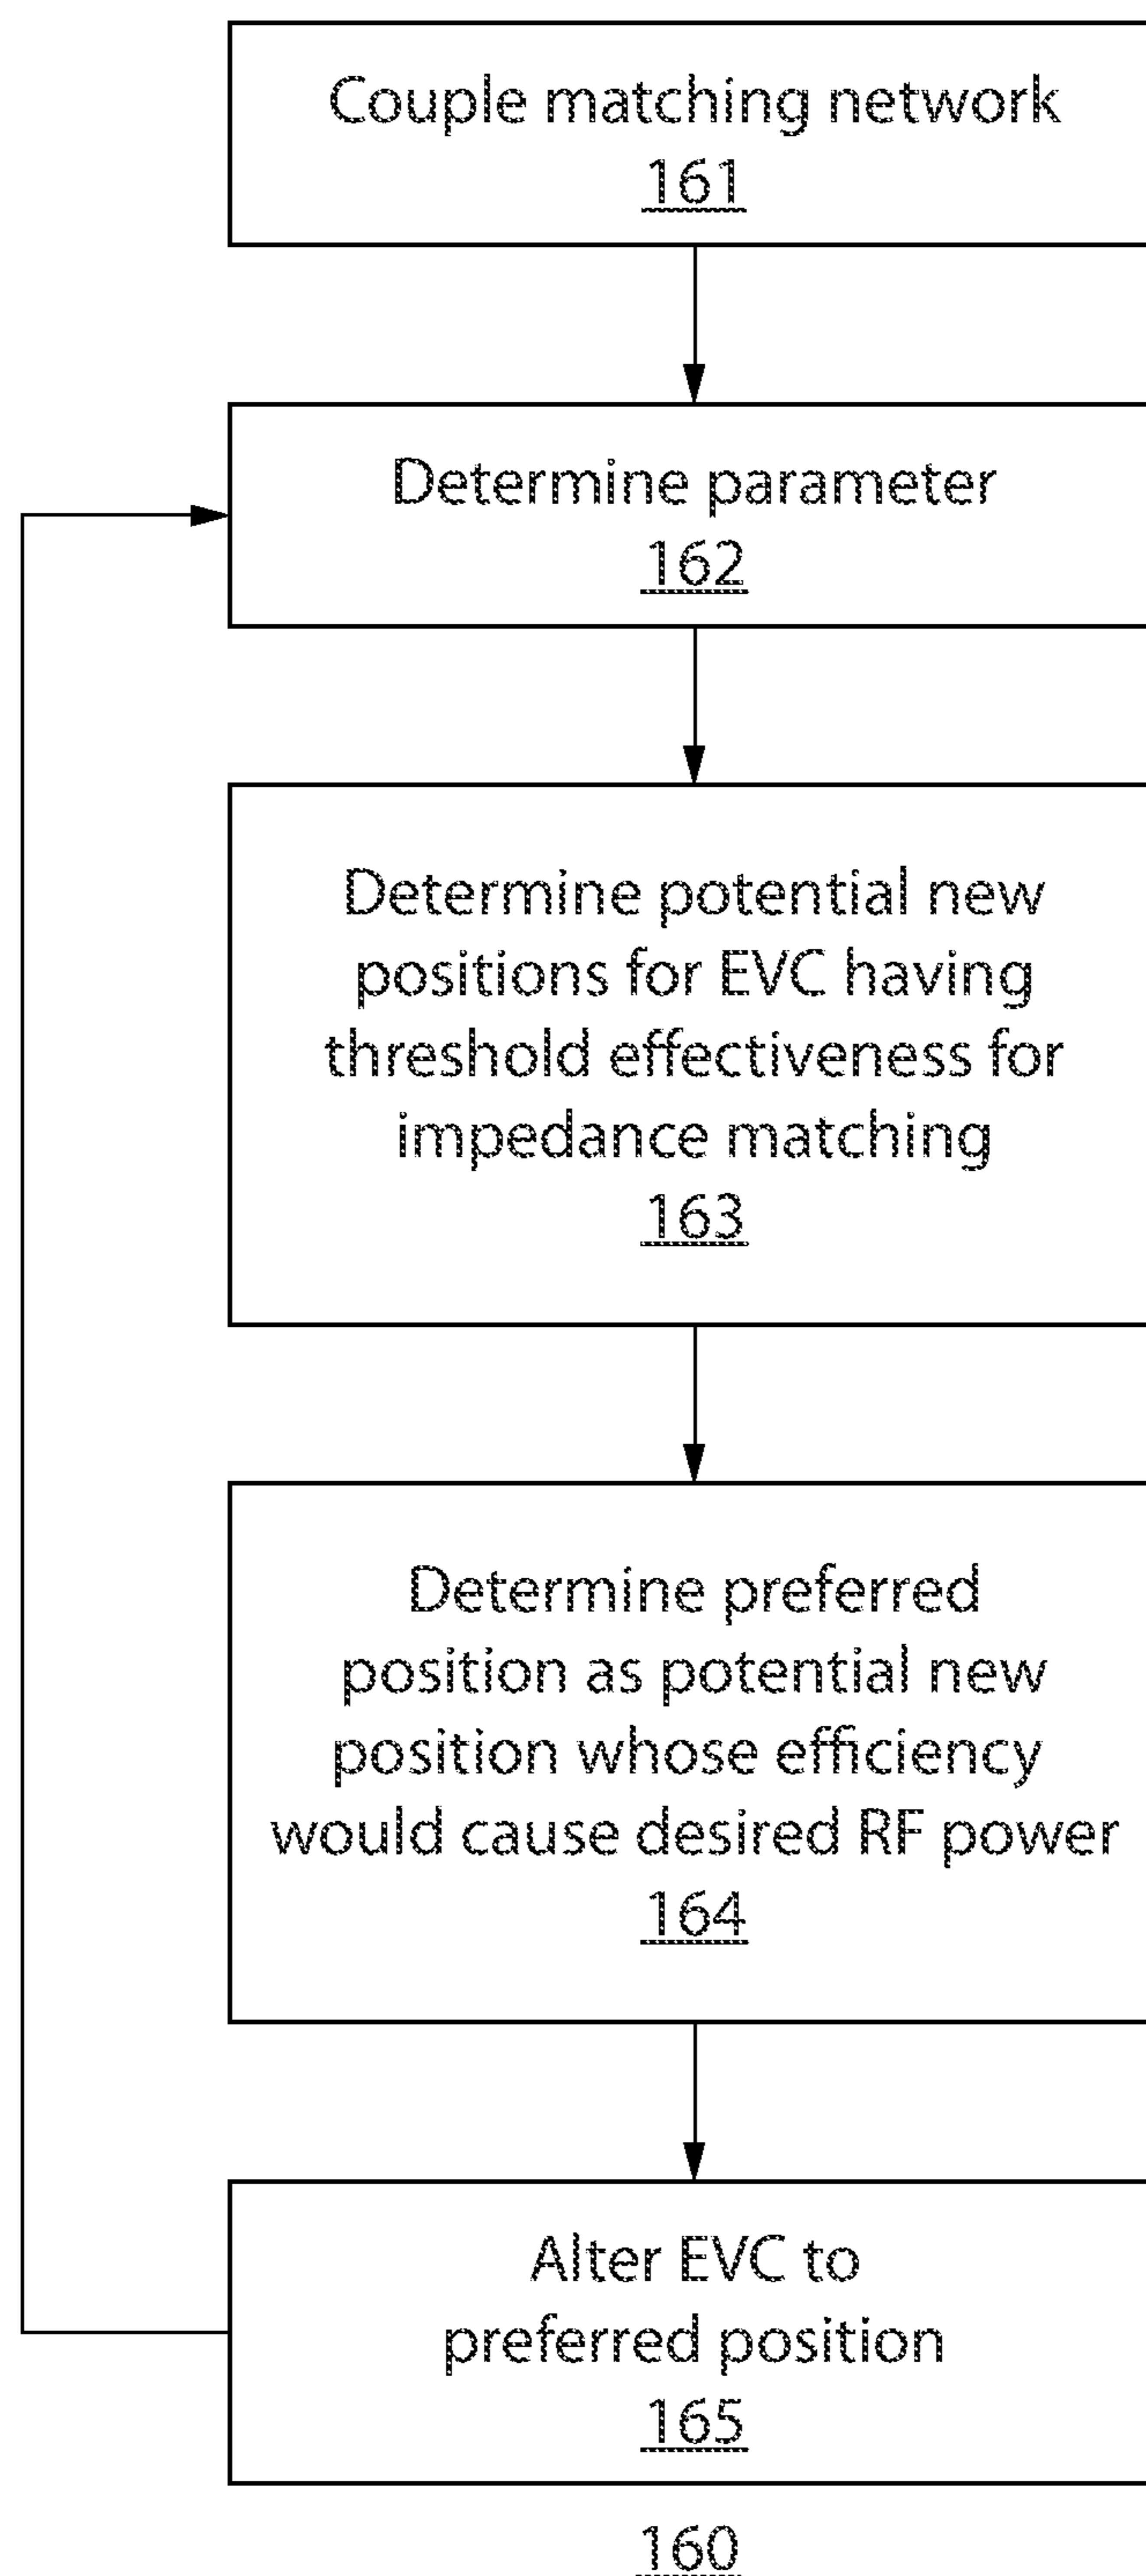 Couple matching network
161
Determine parameter
162
Determine potential new
positions for EVC having
threshold effectiveness for
impedance matching
163
Determine preferred
position as potential new
position whose efficiency
would cause desired RF power
164
Alter EVC to
preferred position
165
160